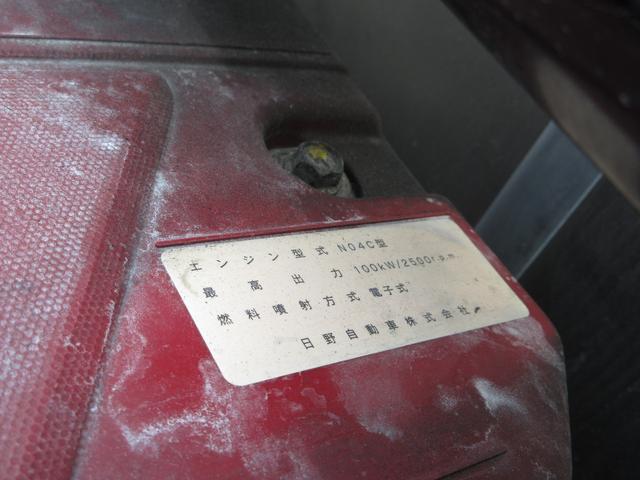 エンジン型式 N04C型
最高出力 100kW/2500r.p.m
燃料噴射方式 電子式
日野自動車株式会社